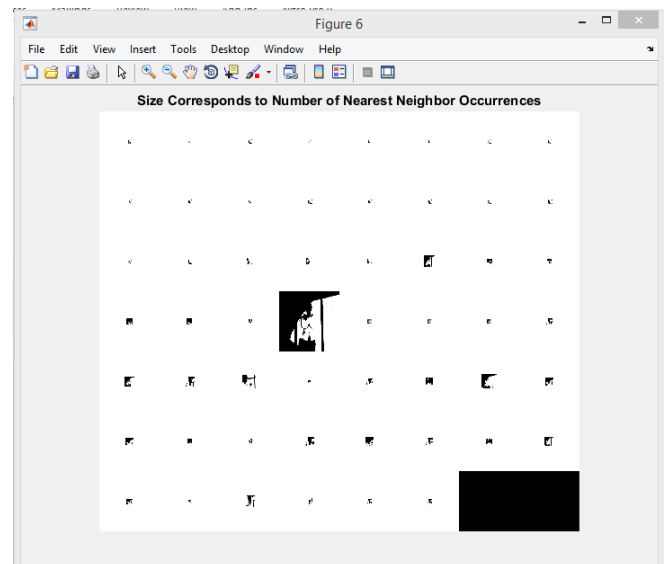 Figure 6
File Edit View Insert Tools Desktop Window Help
Size Corresponds to Number of Nearest Neighbor Occurrences